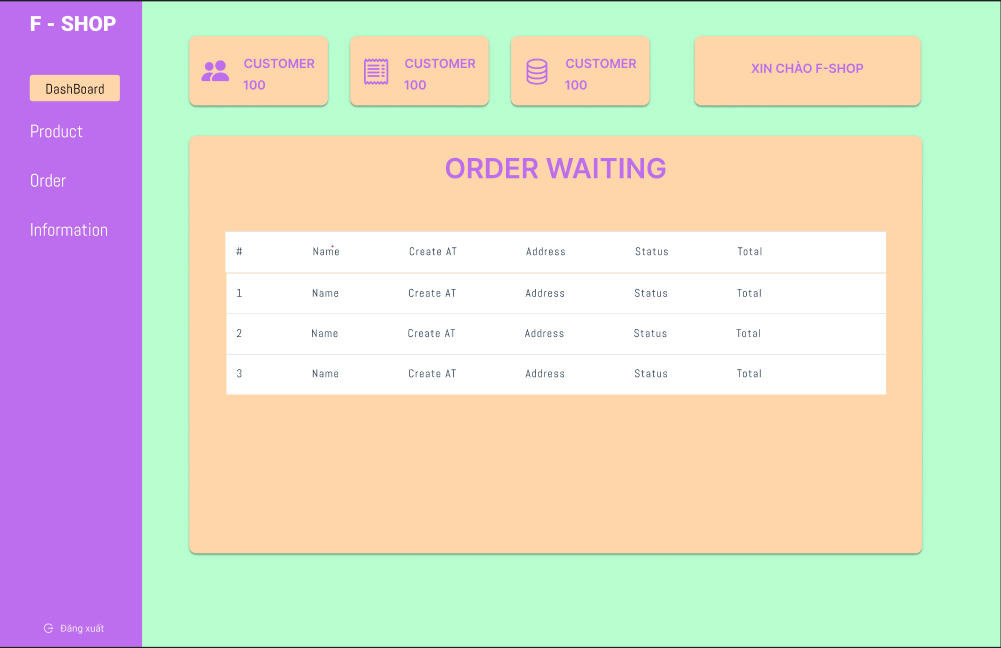 F - SHOP
DashBoard
Product
Order
Information
Đăng xuất
CUSTOMER
100
CUSTOMER
100
CUSTOMER
100
XIN CHÀO F-SHOP
ORDER WAITING
# Name Create AT Address Status Total
1 Name Create AT Address Status Total
2 Name Create AT Address Status Total
3 Name Create AT Address Status Total